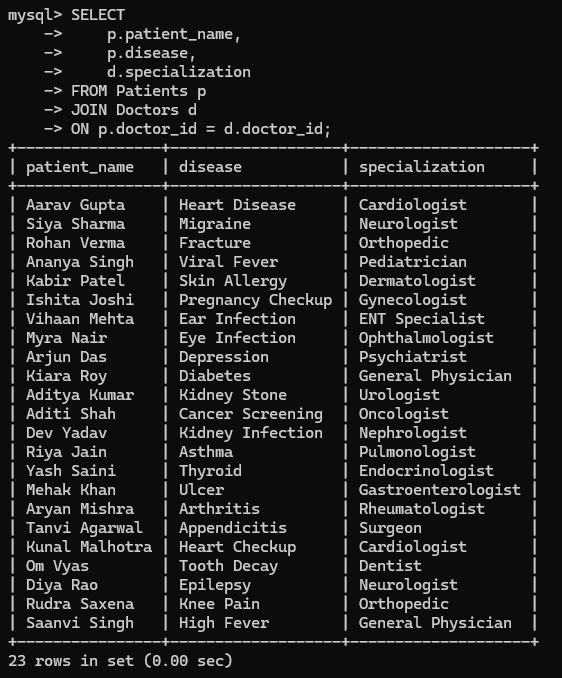 mysql> SELECT
    ->     p.patient_name,
    ->     p.disease,
    ->     d.specialization
    -> FROM Patients p
    -> JOIN Doctors d
    -> ON p.doctor_id = d.doctor_id;
+----------------+-------------------+--------------------+
| patient_name   | disease           | specialization     |
+----------------+-------------------+--------------------+
| Aarav Gupta    | Heart Disease     | Cardiologist       |
| Siya Sharma    | Migraine          | Neurologist        |
| Rohan Verma    | Fracture          | Orthopedic         |
| Ananya Singh   | Viral Fever       | Pediatrician       |
| Kabir Patel    | Skin Allergy      | Dermatologist      |
| Ishita Joshi   | Pregnancy Checkup | Gynecologist       |
| Vihaan Mehta   | Ear Infection     | ENT Specialist     |
| Myra Nair      | Eye Infection     | Ophthalmologist    |
| Arjun Das      | Depression        | Psychiatrist       |
| Kiara Roy      | Diabetes          | General Physician  |
| Aditya Kumar   | Kidney Stone      | Urologist          |
| Aditi Shah     | Cancer Screening  | Oncologist         |
| Dev Yadav      | Kidney Infection  | Nephrologist       |
| Riya Jain      | Asthma            | Pulmonologist      |
| Yash Saini     | Thyroid           | Endocrinologist    |
| Mehak Khan     | Ulcer             | Gastroenterologist |
| Aryan Mishra   | Arthritis         | Rheumatologist     |
| Tanvi Agarwal  | Appendicitis      | Surgeon            |
| Kunal Malhotra | Heart Checkup     | Cardiologist       |
| Om Vyas        | Tooth Decay       | Dentist            |
| Diya Rao       | Epilepsy          | Neurologist        |
| Rudra Saxena   | Knee Pain         | Orthopedic         |
| Saanvi Singh   | High Fever        | General Physician  |
+----------------+-------------------+--------------------+
23 rows in set (0.00 sec)